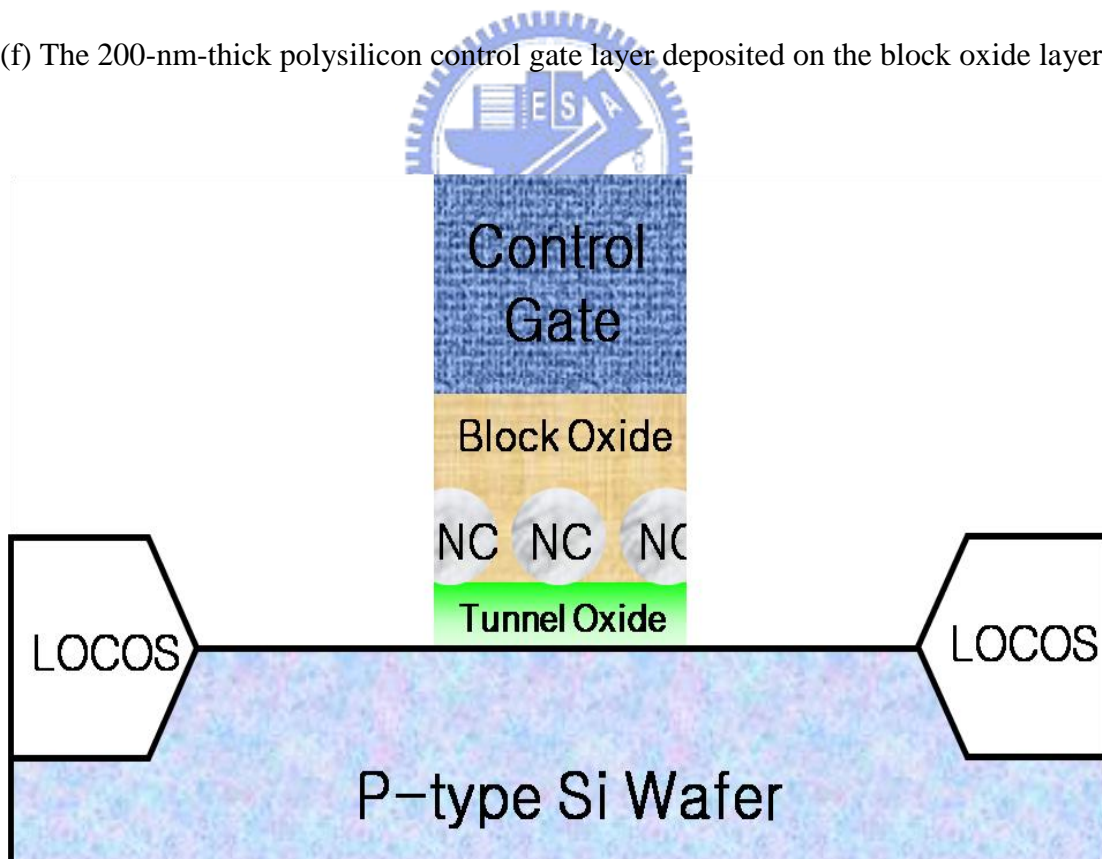 (f) The 200-nm-thick polysilicon control gate layer deposited on the block oxide layer
E S A
Control
Gate
Block Oxide
NC NC NC
Tunnel Oxide
LOCOS LOCOS
P-type Si Wafer